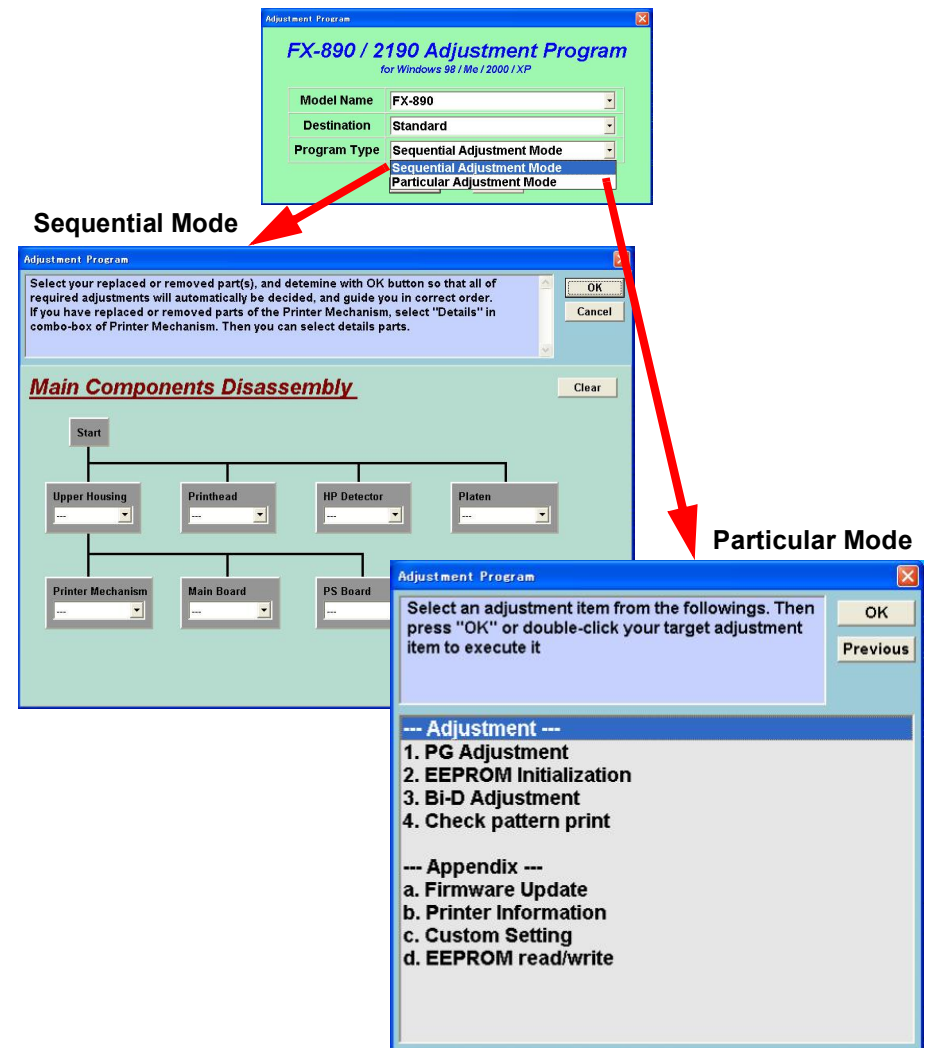 Adjustment Program
FX-890 / 2190 Adjustment Program
for Windows 98 / Me / 2000 / XP
Model Name FX-890
Destination Standard
Program Type Sequential Adjustment Mode
Sequential Adjustment Mode
Particular Adjustment Mode
Sequential Mode
Adjustment Program
Select your replaced or removed part(s), and detemine with OK button so that all of
required adjustments will automatically be decided, and guide you in correct order.
If you have replaced or removed parts of the Printer Mechanism, select "Details" in
combo-box of Printer Mechanism. Then you can select details parts.
OK
Cancel
Main Components Disassembly
Clear
Start
Upper Housing Printhead HP Detector Platen
--- --- --- ---
Printer Mechanism Main Board PS Board
--- --- ---
Particular Mode
Adjustment Program
Select an adjustment item from the followings. Then
press "OK" or double-click your target adjustment
item to execute it
OK
Previous
--- Adjustment ---
1. PG Adjustment
2. EEPROM Initialization
3. Bi-D Adjustment
4. Check pattern print
--- Appendix ---
a. Firmware Update
b. Printer Information
c. Custom Setting
d. EEPROM read/write